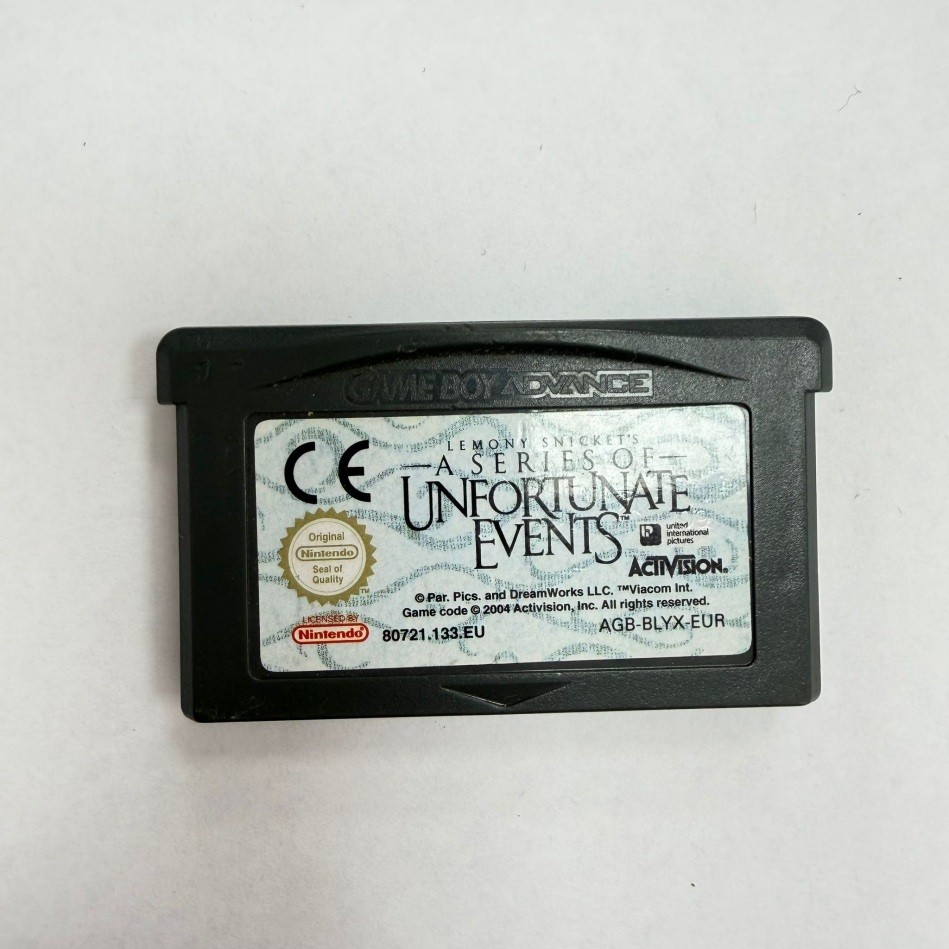 GAME BOY ADVANCE
CE
LEMONY SNICKET'S
A SERIES OF
UNFORTUNATE
EVENTS™
united
international
pictures
ACTIVISION®
Original
Nintendo
Seal of
Quality
TM
© Par. Pics. and DreamWorks LLC. ™Viacom Int.
Game code © 2004 Activision, Inc. All rights reserved.
LICENSED BY
Nintendo®
80721.133.EU
AGB-BLYX-EUR